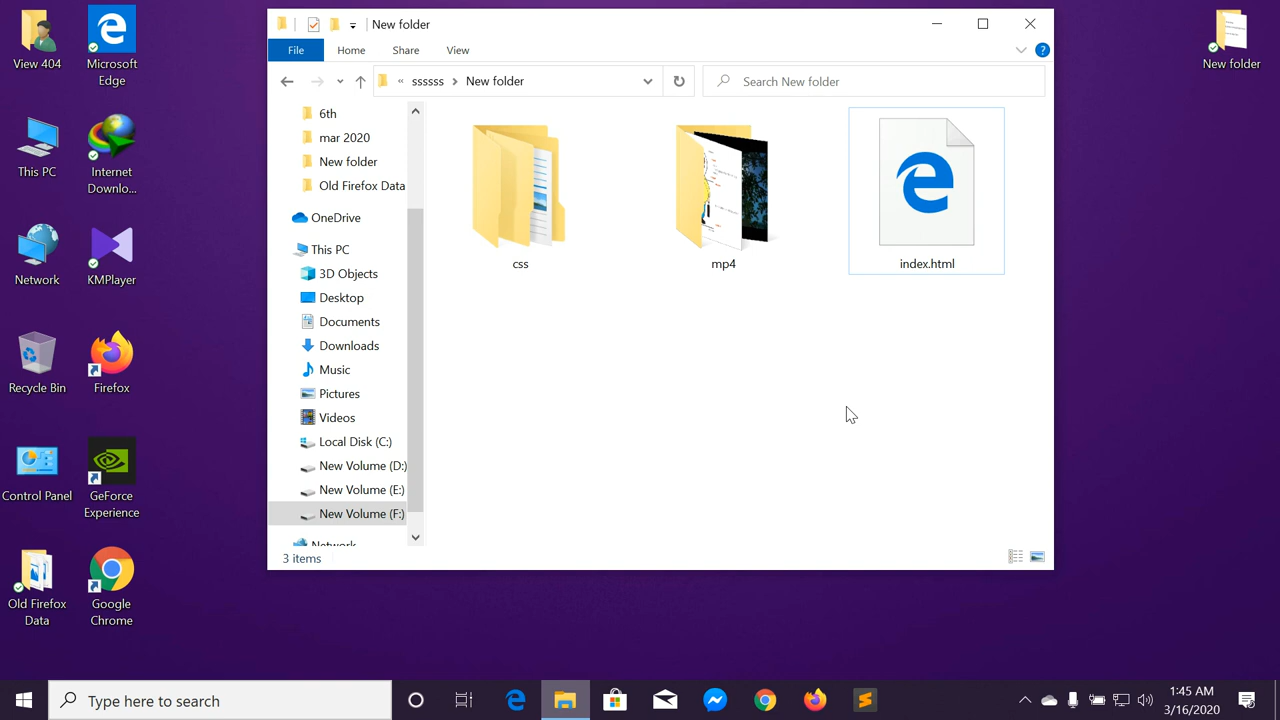 View 404
Microsoft
Edge
This PC
Internet
Downlo...
Network
KMPlayer
Recycle Bin
Firefox
Control Panel
GeForce
Experience
Old Firefox
Data
Google
Chrome
New folder
New folder
File
Home
Share
View
?
« ssssss > New folder
Search New folder
6th
mar 2020
New folder
Old Firefox Data
OneDrive
This PC
3D Objects
Desktop
Documents
Downloads
Music
Pictures
Videos
Local Disk (C:)
New Volume (D:)
New Volume (E:)
New Volume (F:)
Network
css
mp4
index.html
3 items
Type here to search
1:45 AM
3/16/2020